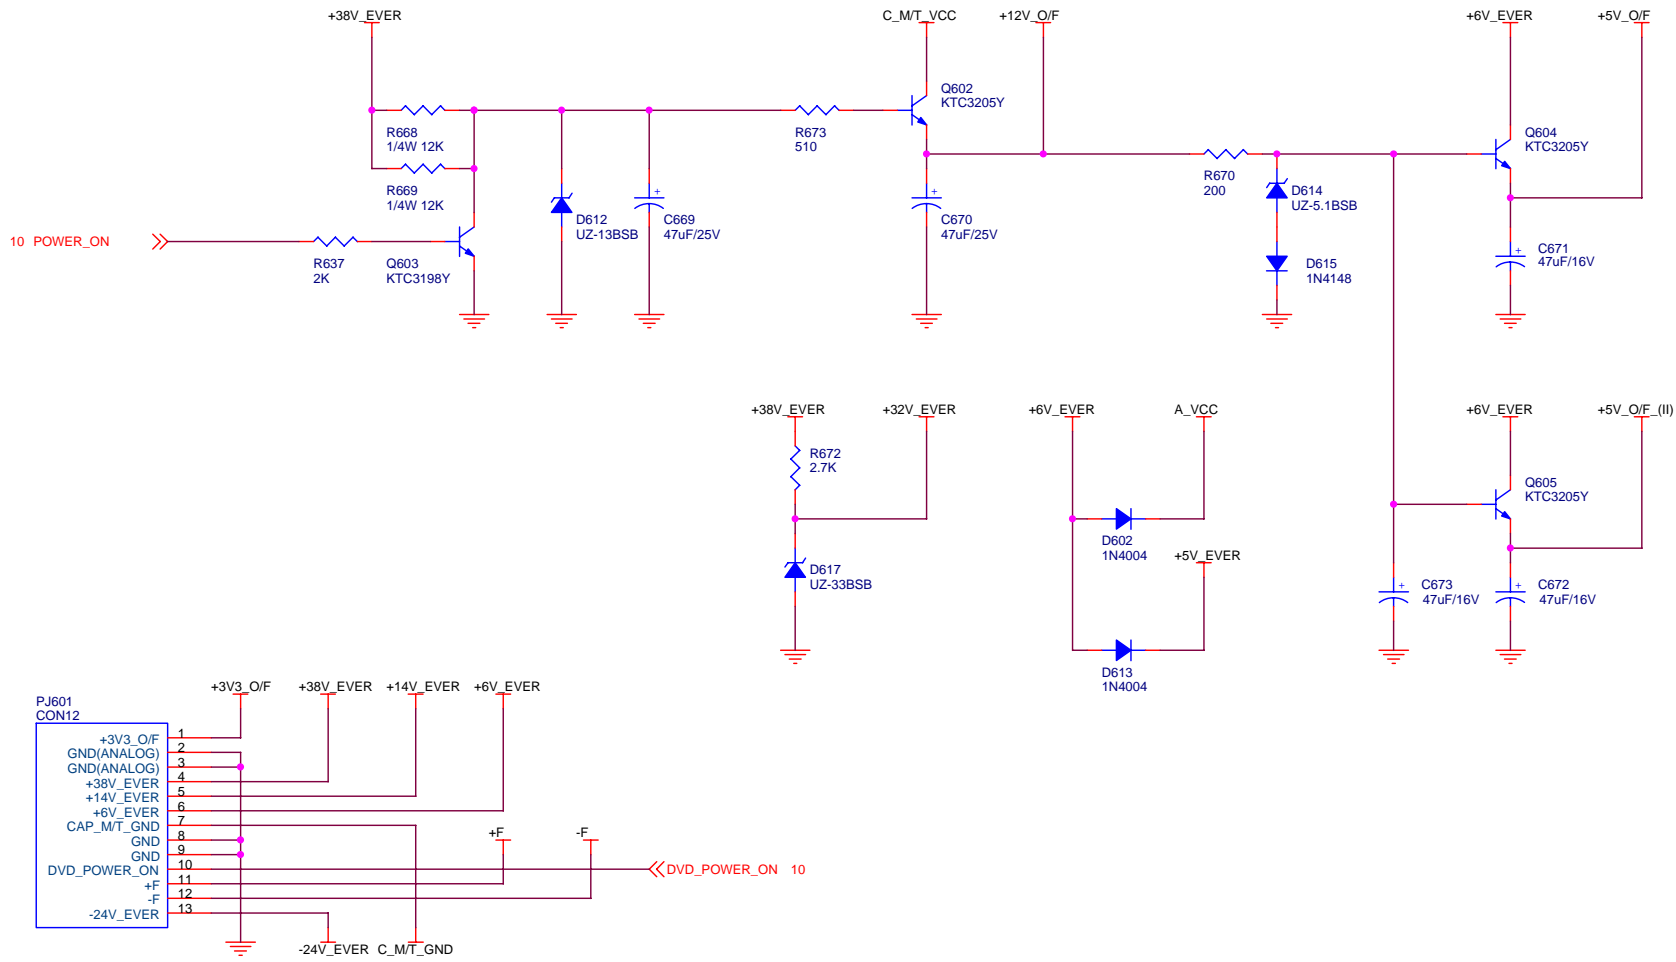 +38V_EVER
C_M/T_VCC
+12V_O/F
+6V_EVER
+5V_O/F
Q602
KTC3205Y
R668
1/4W 12K
R673
510
Q604
KTC3205Y
R669
1/4W 12K
R670
200
D614
UZ-5.1BSB
+
D612
UZ-13BSB
+
C669
47uF/25V
+
C670
47uF/25V
10 POWER_ON
R637
2K
Q603
KTC3198Y
D615
1N4148
+
C671
47uF/16V
+38V_EVER
+32V_EVER
+6V_EVER
A_VCC
+6V_EVER
+5V_O/F_(II)
R672
2.7K
Q605
KTC3205Y
D602
1N4004
+5V_EVER
D617
UZ-33BSB
+
C673
47uF/16V
+
C672
47uF/16V
D613
1N4004
+3V3_O/F
+38V_EVER
+14V_EVER
+6V_EVER
PJ601
CON12
+3V3_O/F 1
GND(ANALOG) 2
GND(ANALOG) 3
+38V_EVER 4
+14V_EVER 5
+6V_EVER 6
CAP_M/T_GND 7
GND 8
GND 9
DVD_POWER_ON 10
+F 11
-F 12
-24V_EVER 13
+F
-F
DVD_POWER_ON 10
-24V_EVER
C_M/T_GND